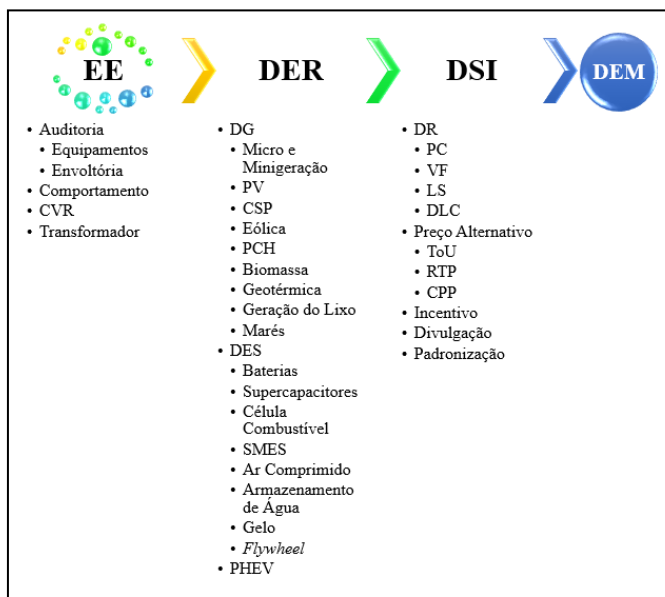 EE
DER
DSI
DEM
• Auditoria
• Equipamentos
• Envoltória
• Comportamento
• CVR
• Transformador
• DG
• Micro e
Minigeração
• PV
• CSP
• Eólica
• PCH
• Biomassa
• Geotérmica
• Geração do Lixo
• Marés
• DES
• Baterias
• Supercapacitores
• Célula
Combustível
• SMES
• Ar Comprimido
• Armazenamento
de Água
• Gelo
• Flywheel
• PHEV
• DR
• PC
• VF
• LS
• DLC
• Preço Alternativo
• ToU
• RTP
• CPP
• Incentivo
• Divulgação
• Padronização